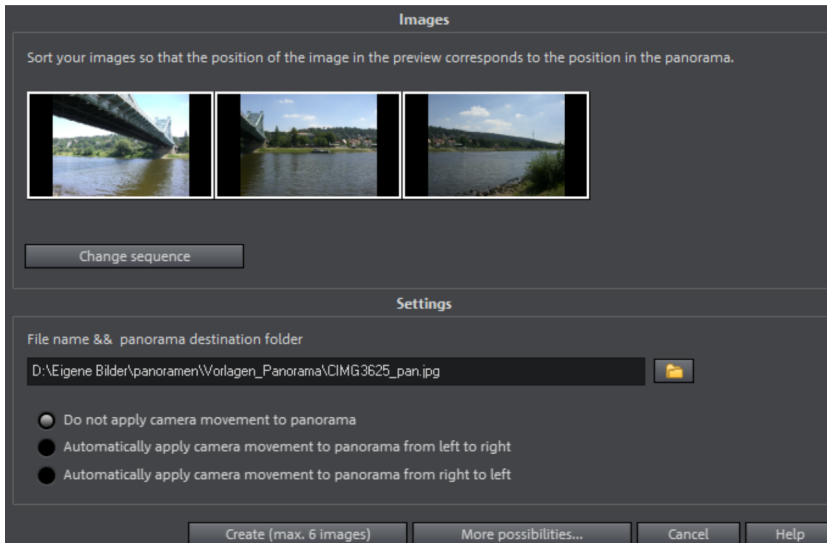 Images
Sort your images so that the position of the image in the preview corresponds to the position in the panorama.
Change sequence
Settings
File name && panorama destination folder
D:\Eigene Bilder\panoramen\Vorlagen_Panorama\CIMG3625_pan.jpg
Do not apply camera movement to panorama
Automatically apply camera movement to panorama from left to right
Automatically apply camera movement to panorama from right to left
Create (max. 6 images)
More possibilities...
Cancel
Help